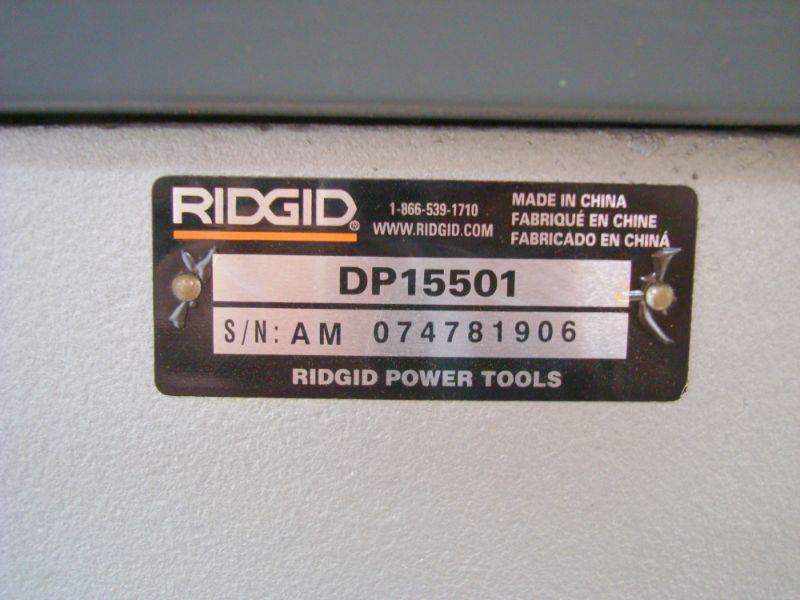 RIDGID®
1-866-539-1710
WWW.RIDGID.COM
MADE IN CHINA
FABRIQUÉ EN CHINE
FABRICADO EN CHINÁ
DP15501
S/N: AM 074781906
RIDGID POWER TOOLS